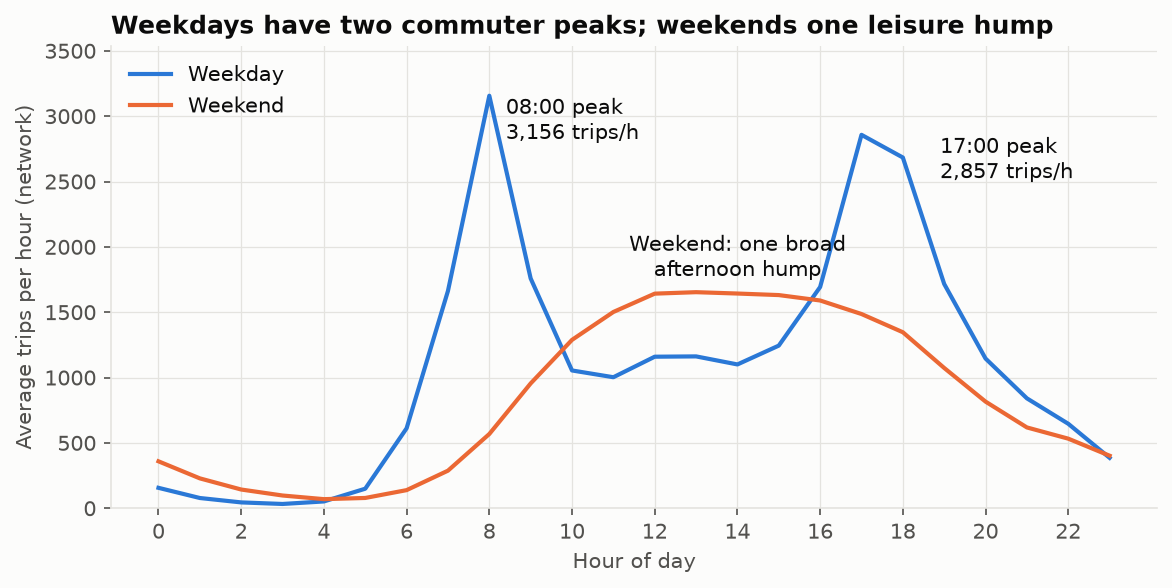 Weekdays have two commuter peaks; weekends one leisure hump
Average trips per hour (network)
3500
3000
2500
2000
1500
1000
500
0
Weekday
Weekend
08:00 peak
3,156 trips/h
17:00 peak
2,857 trips/h
Weekend: one broad
afternoon hump
0 2 4 6 8 10 12 14 16 18 20 22
Hour of day